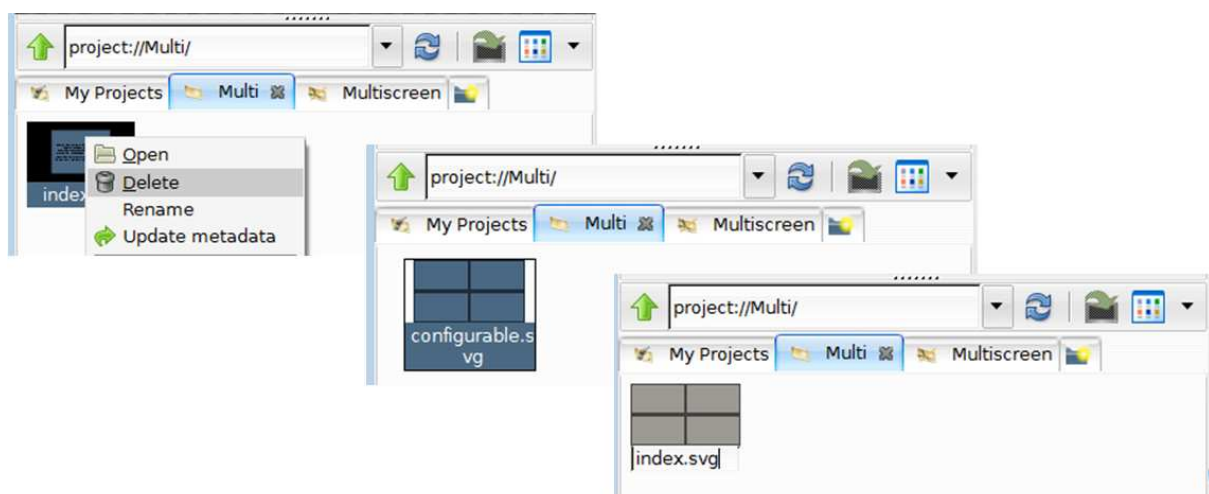 project://Multi/
My Projects Multi Multiscreen
Open
Delete
Rename
Update metadata
index
project://Multi/
My Projects Multi Multiscreen
configurable.s
vg
project://Multi/
My Projects Multi Multiscreen
index.svg